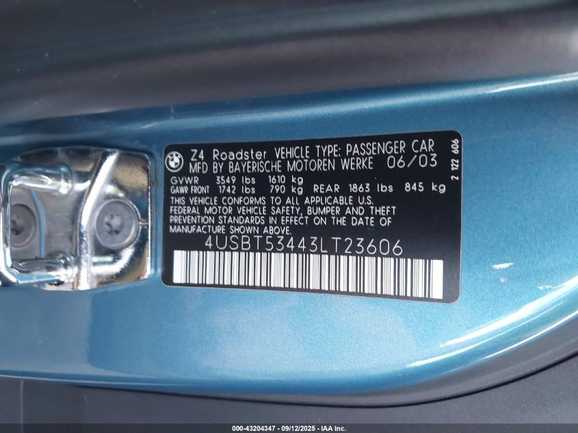 Z4 Roadster VEHICLE TYPE: PASSENGER CAR
MFD BY BAYERISCHE MOTOREN WERKE 06/03
GVWR 3549 lbs 1610 kg
GAWR FRONT 1742 lbs 790 kg REAR 1863 lbs 845 kg
THIS VEHICLE CONFORMS TO ALL APPLICABLE U.S.
FEDERAL MOTOR VEHICLE SAFETY, BUMPER AND THEFT
PREVENTION STANDARDS IN EFFECT ON THE DATE OF
MANUFACTURE SHOWN ABOVE.
4USBT53443LT23606
2 122 606
000-43204347 - 09/12/2025 - IAA Inc.